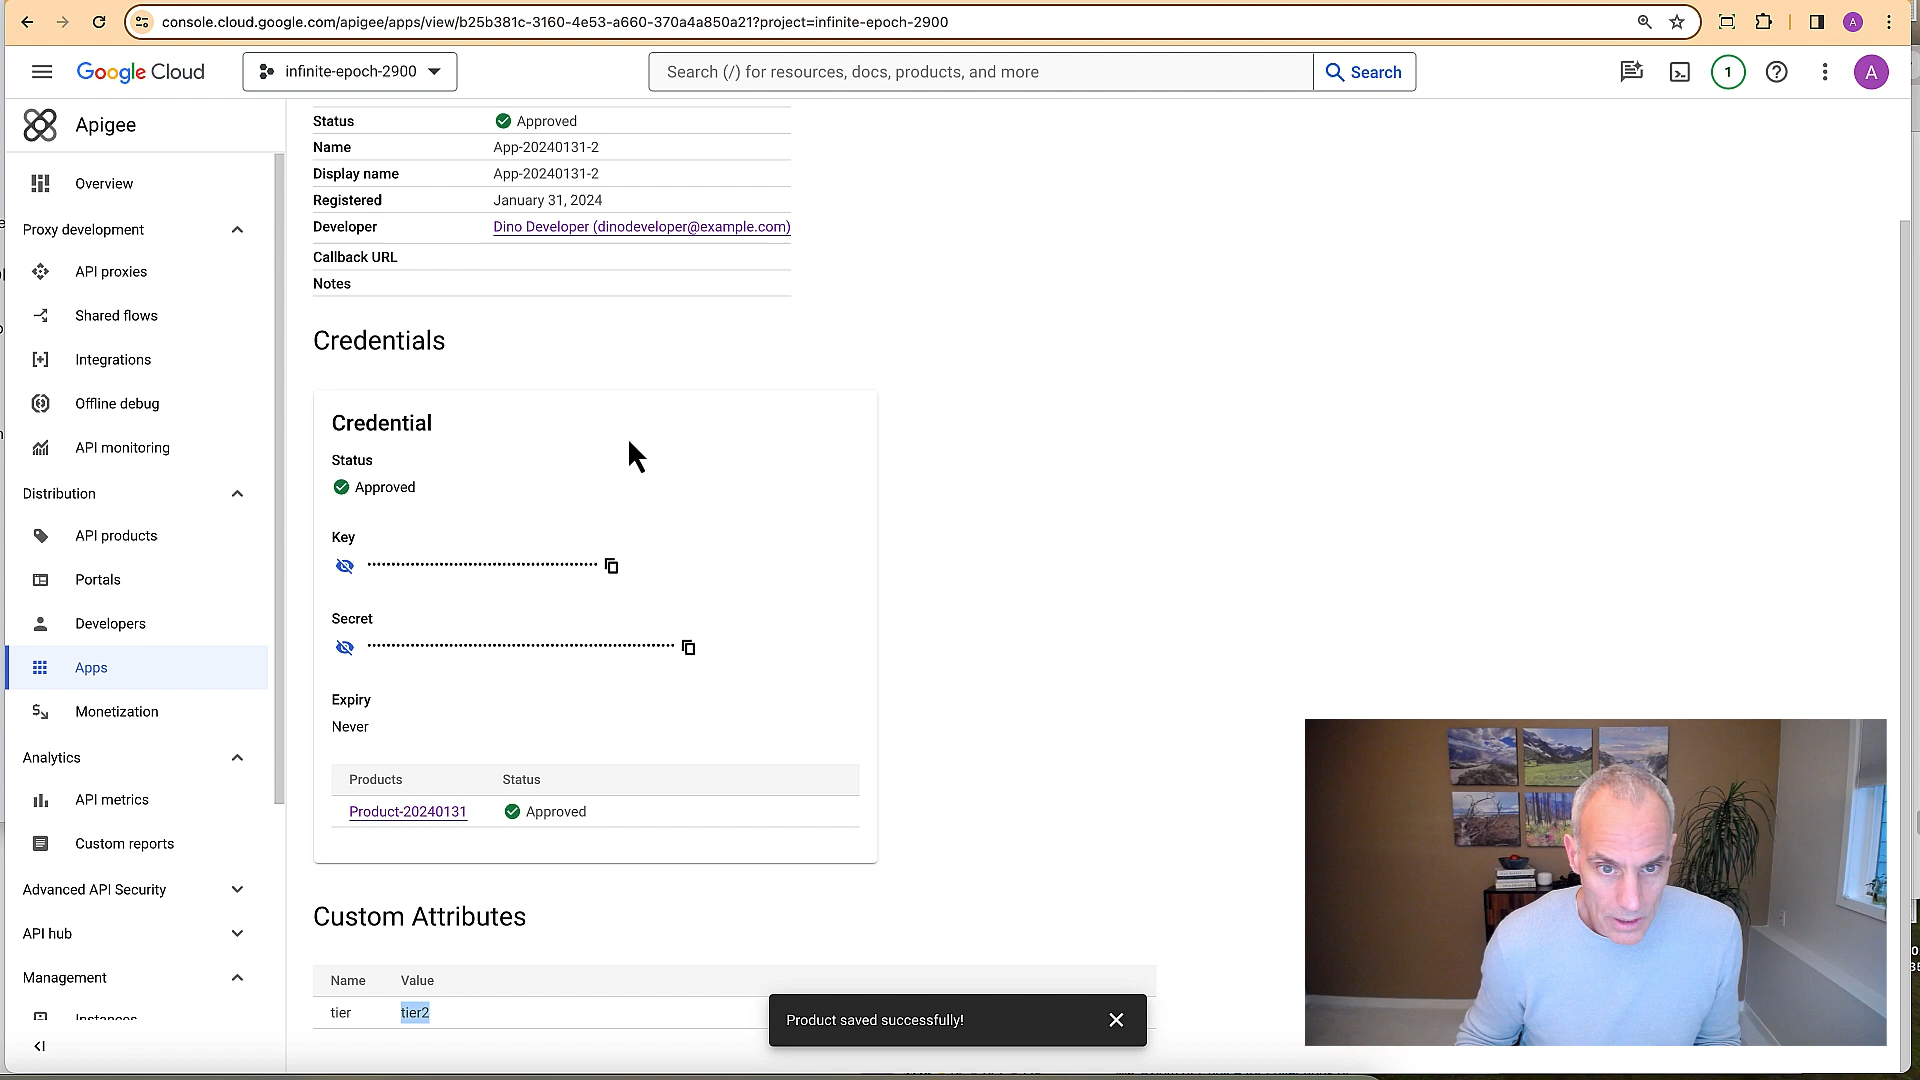 console.cloud.google.com/apigee/apps/view/b25b381c-3160-4e53-a660-370a4a850a21?project=infinite-epoch-2900
A
Google Cloud
infinite-epoch-2900
Search (/) for resources, docs, products, and more
Search
1
A
Apigee
Overview
Proxy development
API proxies
Shared flows
Integrations
Offline debug
API monitoring
Distribution
API products
Portals
Developers
Apps
Monetization
Analytics
API metrics
Custom reports
Advanced API Security
API hub
Management
Instances
Status Approved
Name App-20240131-2
Display name App-20240131-2
Registered January 31, 2024
Developer Dino Developer (dinodeveloper@example.com)
Callback URL
Notes
Credentials
Credential
Status
Approved
Key
Secret
Expiry
Never
Products Status
Product-20240131 Approved
Custom Attributes
Name Value
tier tier2
Product saved successfully!